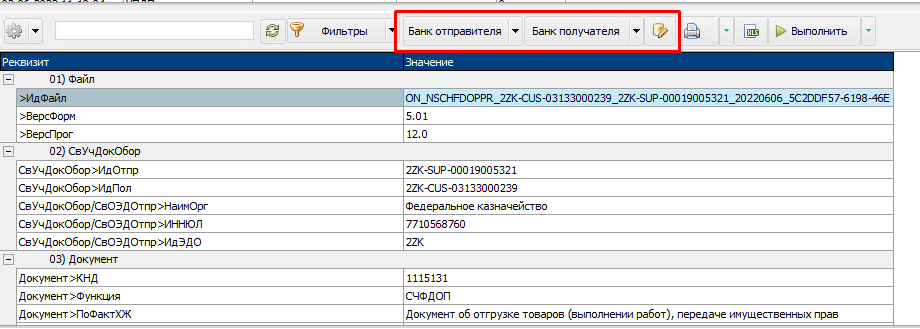 Фильтры Банк отправителя Банк получателя XLS Выполнить
Реквизит Значение
01) Файл
>ИдФайл ON_NSCHFDOPPR_2ZK-CUS-03133000239_2ZK-SUP-00019005321_20220606_5C2DDF57-6198-46E
>ВерсФорм 5.01
>ВерсПрог 12.0
02) СвУчДокОбор
СвУчДокОбор>ИдОтпр 2ZK-SUP-00019005321
СвУчДокОбор>ИдПол 2ZK-CUS-03133000239
СвУчДокОбор/СвОЭДОтпр>НаимОрг Федеральное казначейство
СвУчДокОбор/СвОЭДОтпр>ИННЮЛ 7710568760
СвУчДокОбор/СвОЭДОтпр>ИдЭДО 2ZK
03) Документ
Документ>КНД 1115131
Документ>Функция СЧФДОП
Документ>ПоФактХЖ Документ об отгрузке товаров (выполнении работ), передаче имущественных прав